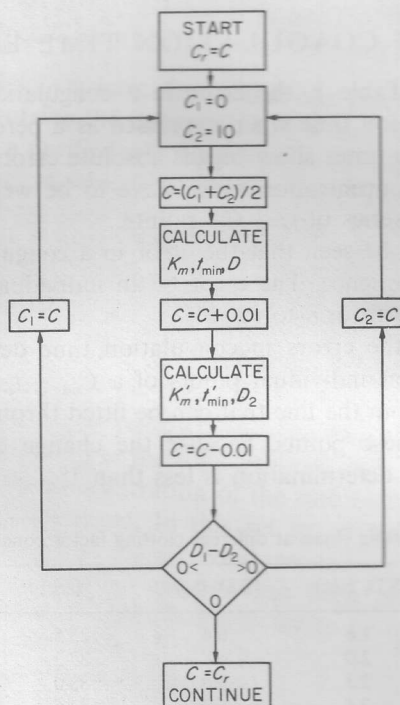 START
C_r = C
C_1 = 0
C_2 = 10
C=(C_1+C_2)/2
CALCULATE
K_m, t_min, D
C=C+0.01
C_1=C
C_2=C
CALCULATE
K'_m, t'_min, D_2
C=C-0.01
D_1-D_2
0< >0
0
C=C_r
CONTINUE